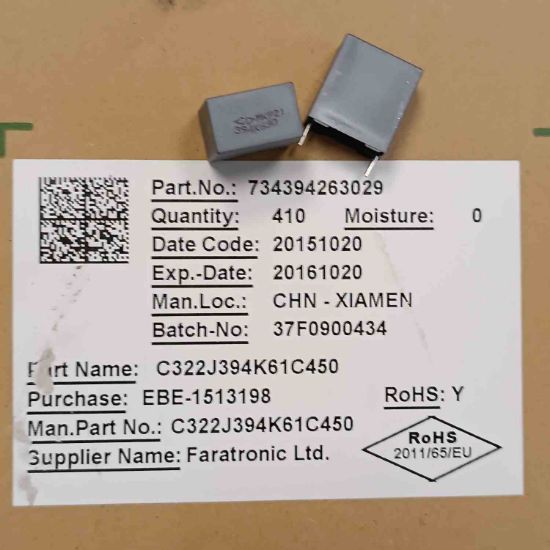 394K630
Part.No.: 734394263029
Quantity: 410 Moisture: 0
Date Code: 20151020
Exp.-Date: 20161020
Man.Loc.: CHN - XIAMEN
Batch-No: 37F0900434
Part Name: C322J394K61C450
Purchase: EBE-1513198 RoHS: Y
Man.Part No.: C322J394K61C450
Supplier Name: Faratronic Ltd.
RoHS
2011/65/EU